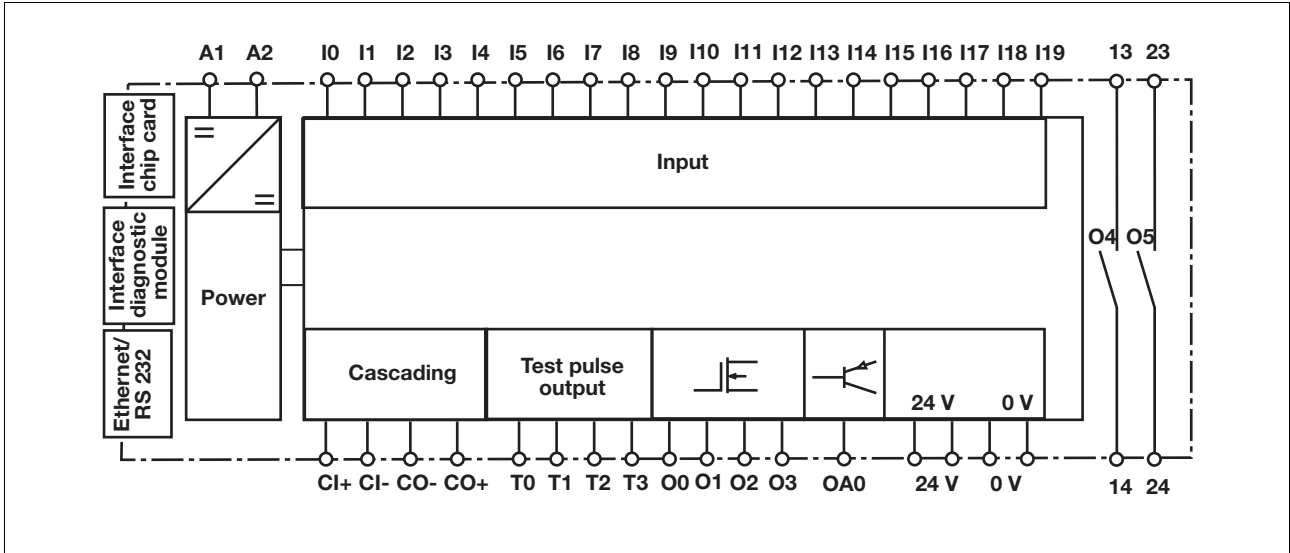 A1 A2 I0 I1 I2 I3 I4 I5 I6 I7 I8 I9 I10 I11 I12 I13 I14 I15 I16 I17 I18 I19 13 23
Interface
chip card
Input
Interface
diagnostic
module
Power
O4 O5
Ethernet/
RS 232
Cascading
Test pulse
output
24 V 0 V
CI+ CI- CO- CO+ T0 T1 T2 T3 O0 O1 O2 O3 OA0 24 V 0 V 14 24